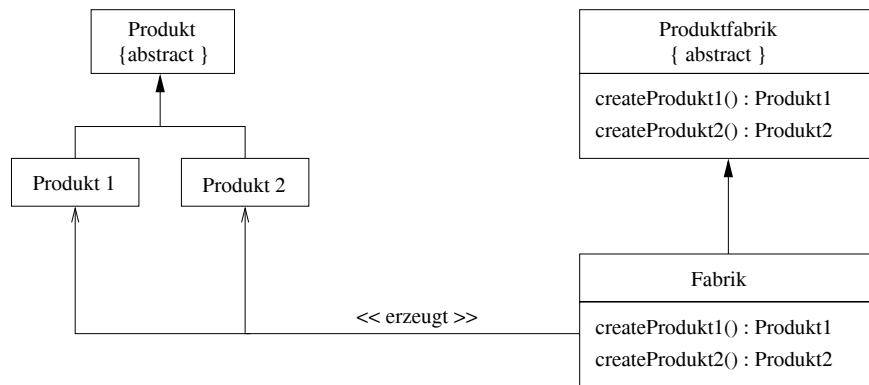 Produkt
{abstract }
Produktfabrik
{ abstract }
createProdukt1() : Produkt1
createProdukt2() : Produkt2
Produkt 1
Produkt 2
Fabrik
<< erzeugt >>
createProdukt1() : Produkt1
createProdukt2() : Produkt2